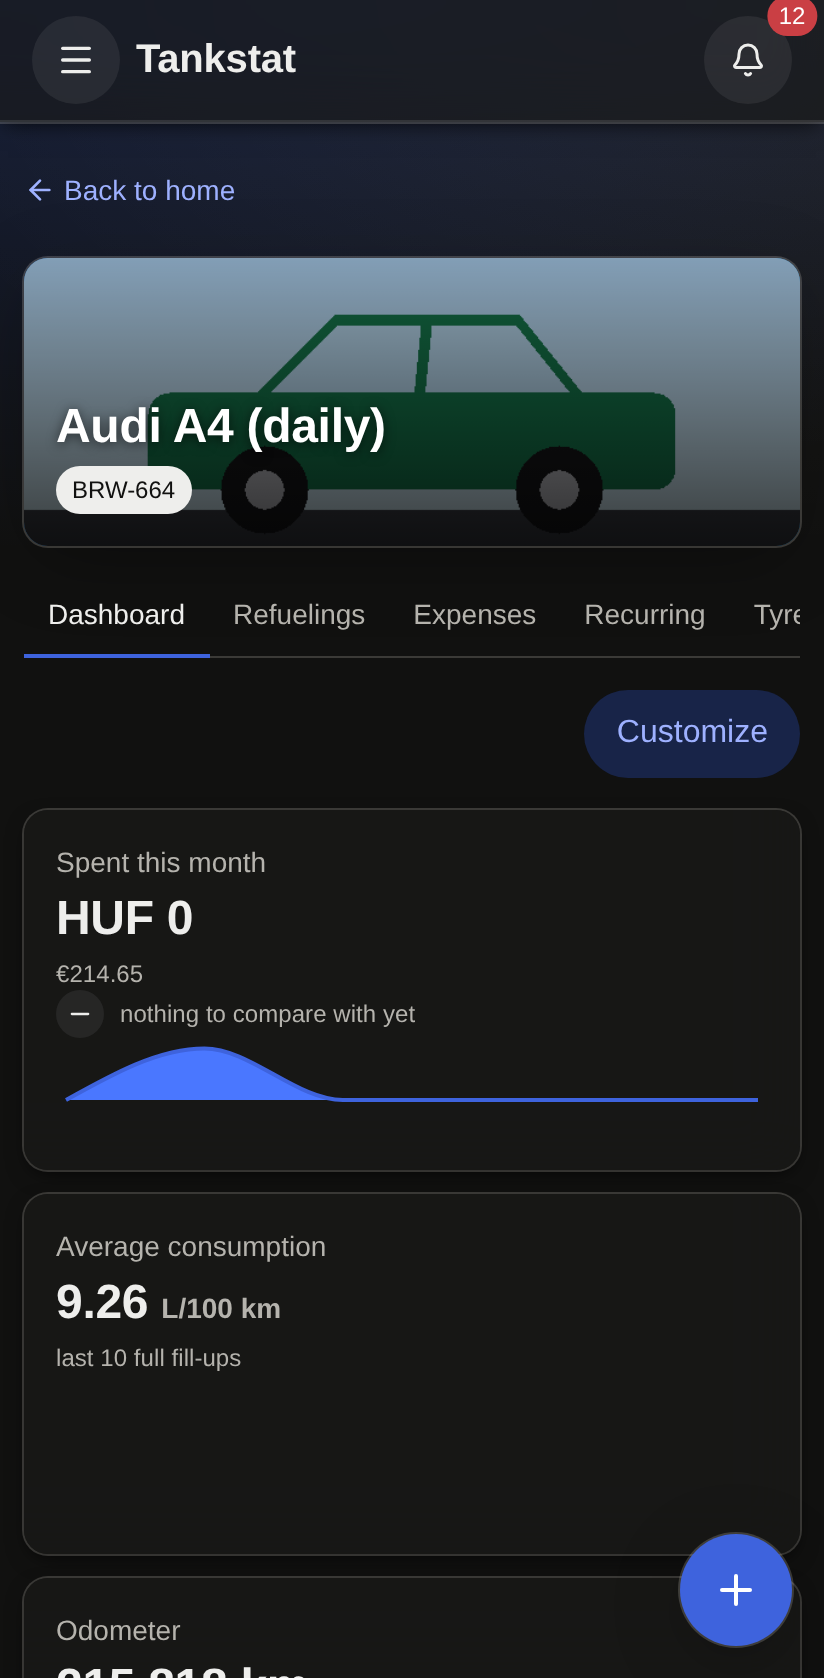 Tankstat
12
Back to home
Audi A4 (daily)
BRW-664
Dashboard
Refuelings
Expenses
Recurring
Tyre
Customize
Spent this month
HUF 0
€214.65
nothing to compare with yet
Average consumption
9.26 L/100 km
last 10 full fill-ups
Odometer